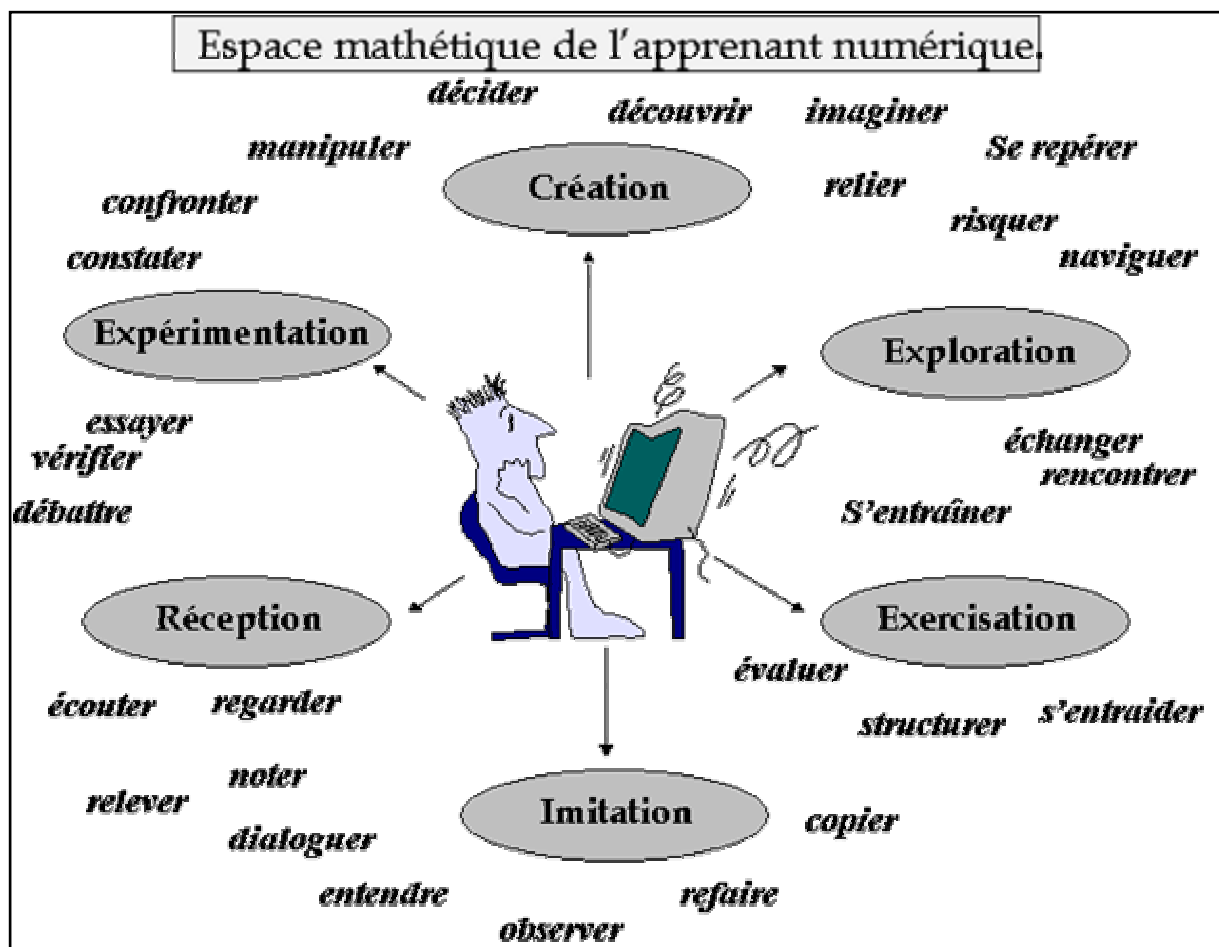 Espace mathétique de l'apprenant numérique.
décider
découvrir
imaginer
manipuler
Se repérer
Création
relier
confronter
risquer
constater
naviguer
Expérimentation
Exploration
essayer
échanger
vérifier
rencontrer
débattre
S'entraîner
Réception
Exercisation
évaluer
écouter
regarder
structurer
s'entraider
noter
relever
Imitation
copier
dialoguer
entendre
refaire
observer